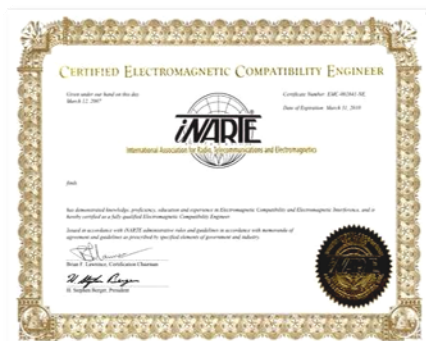 CERTIFIED ELECTROMAGNETIC COMPATIBILITY ENGINEER
Given under our hand on this day
March 12, 2007
Certificate Number:
Date of Expiration: March 31, 2010
iNARTE
International Association for Radio, Telecommunications and Electromagnetics
finds
has demonstrated knowledge, proficiency, education and experience in Electromagnetic Compatibility and Electromagnetic Interference, and is
hereby certified as a fully qualified Electromagnetic Compatibility Engineer
Issued in accordance with iNARTE administrative rules and guidelines in accordance with memoranda of
agreement and guidelines as prescribed by specified elements of government and industry.
Brian F. Lawrence, Certification Chairman
H. Stephen Berger
H. Stephen Berger, President
iNARTE